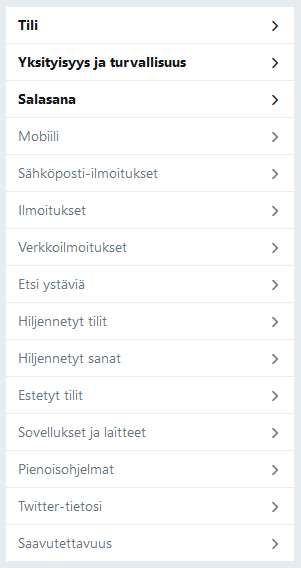 Tili
Yksityisyys ja turvallisuus
Salasana
Mobiili
Sähköposti-ilmoitukset
Ilmoitukset
Verkkoilmoitukset
Etsi ystäviä
Hiljennetyt tilit
Hiljennetyt sanat
Estetyt tilit
Sovellukset ja laitteet
Pienoisohjelmat
Twitter-tietosi
Saavutettavuus